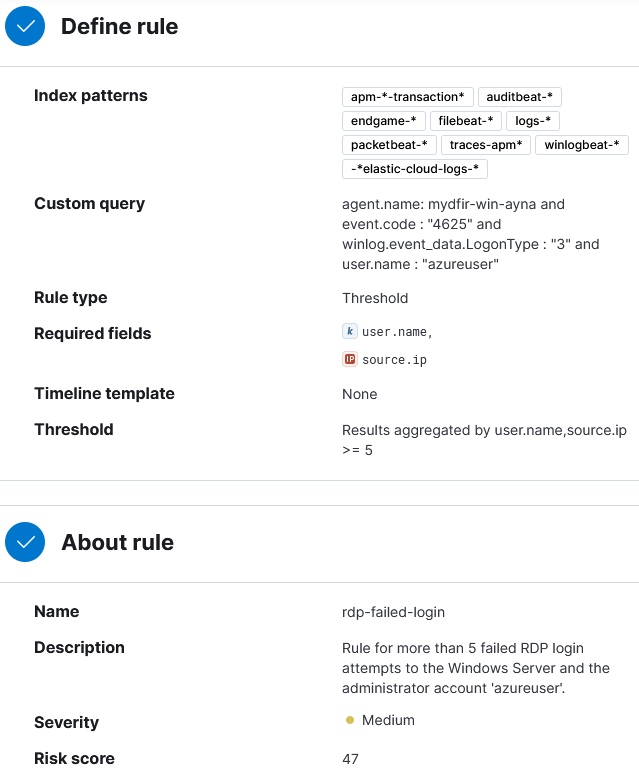 Define rule
Index patterns
apm-*-transaction* auditbeat-*
endgame-* filebeat-* logs-*
packetbeat-* traces-apm* winlogbeat-*
-*elastic-cloud-logs-*
Custom query
agent.name: mydfir-win-ayna and
event.code : "4625" and
winlog.event_data.LogonType : "3" and
user.name : "azureuser"
Rule type
Threshold
Required fields
k user.name,
IP source.ip
Timeline template
None
Threshold
Results aggregated by user.name,source.ip
>= 5
About rule
Name
rdp-failed-login
Description
Rule for more than 5 failed RDP login
attempts to the Windows Server and the
administrator account 'azureuser'.
Severity
Medium
Risk score
47